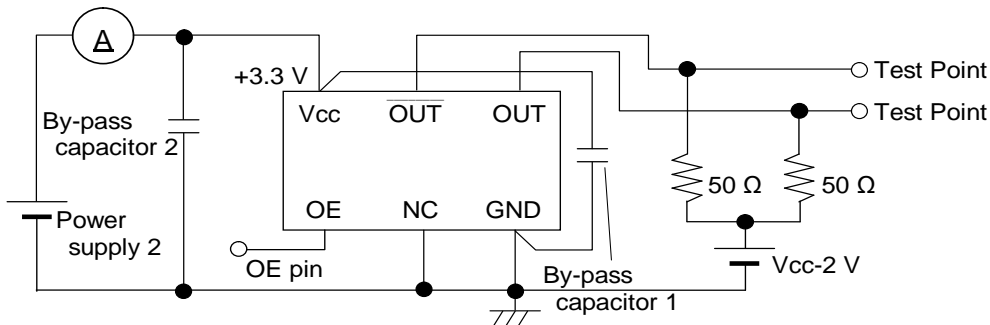 A
+3.3 V
Vcc
OUT
OUT
Test Point
Test Point
By-pass
capacitor 2
50 Ω
50 Ω
OE
NC
GND
Power
supply 2
OE pin
By-pass
capacitor 1
Vcc-2 V